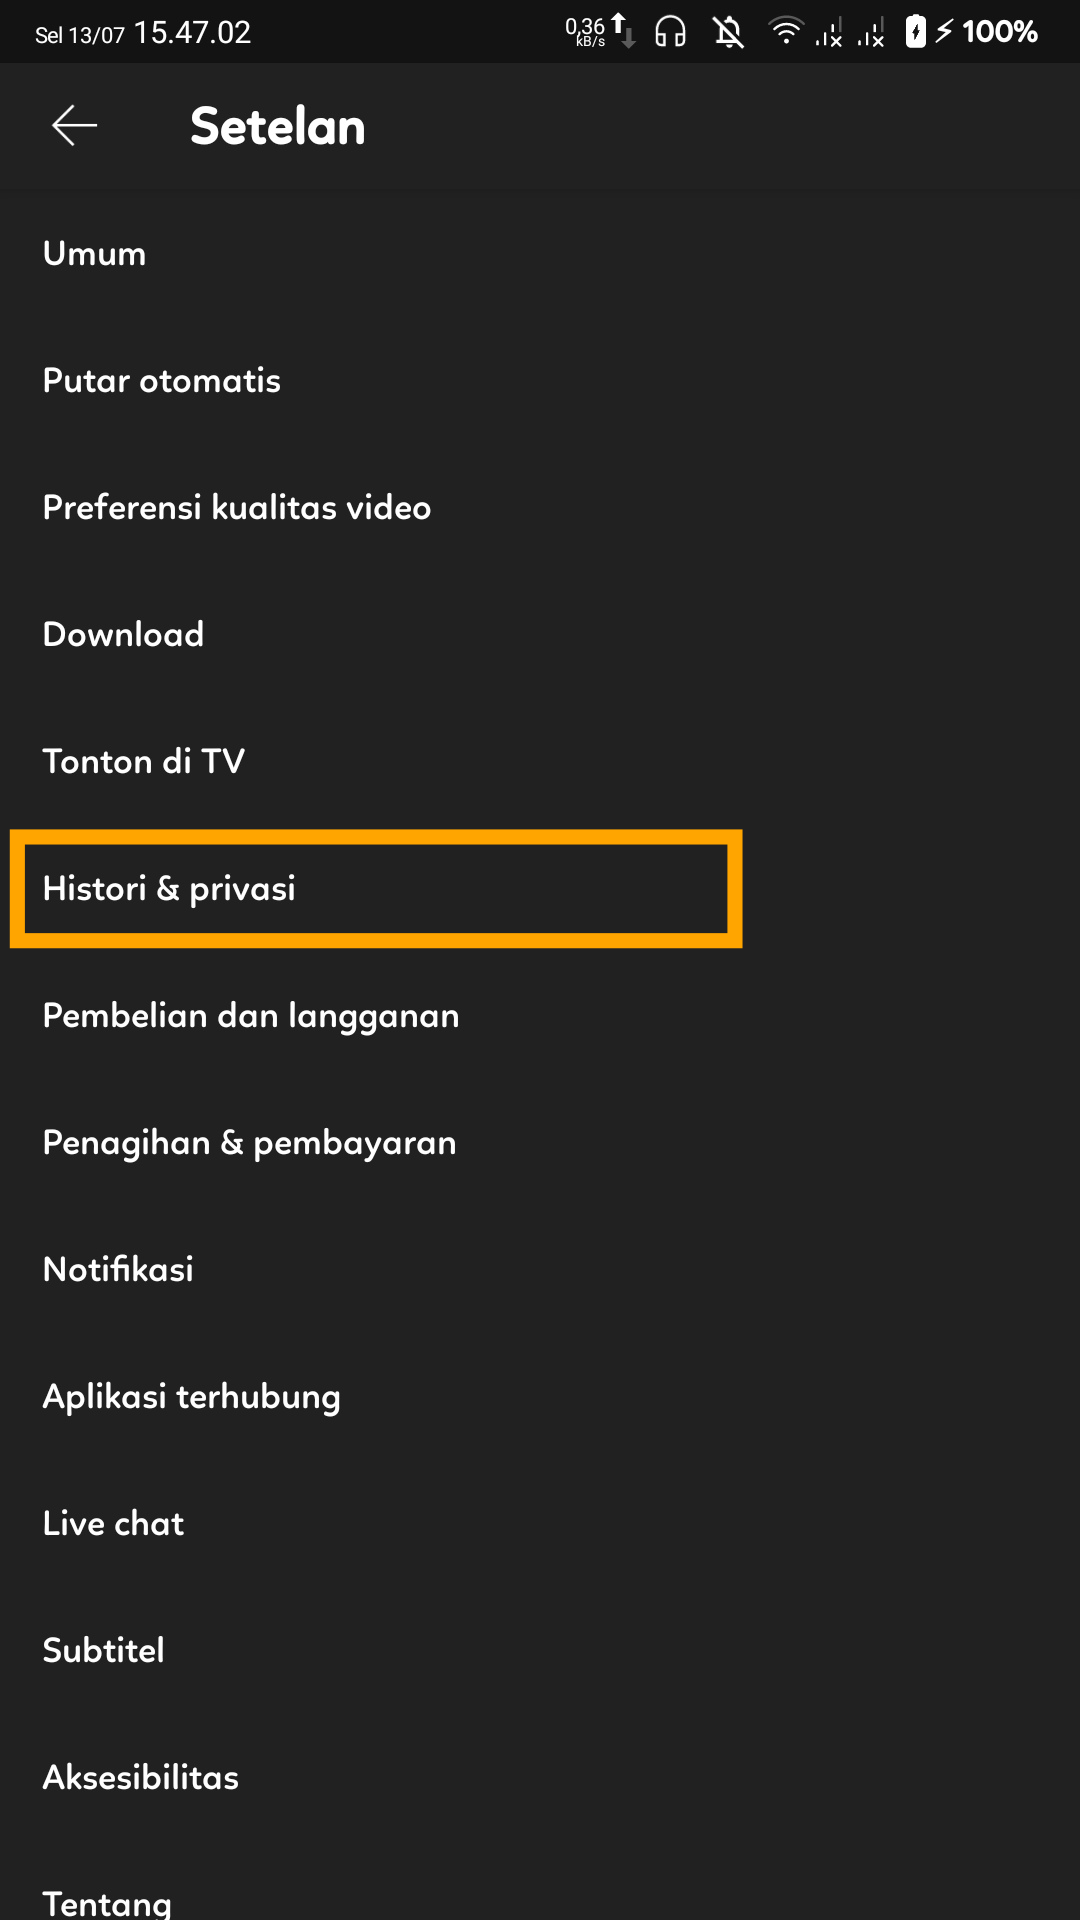 Sel 13/07 15.47.02 0,36 kB/s 100%
Setelan
Umum
Putar otomatis
Preferensi kualitas video
Download
Tonton di TV
Histori & privasi
Pembelian dan langganan
Penagihan & pembayaran
Notifikasi
Aplikasi terhubung
Live chat
Subtitel
Aksesibilitas
Tentang